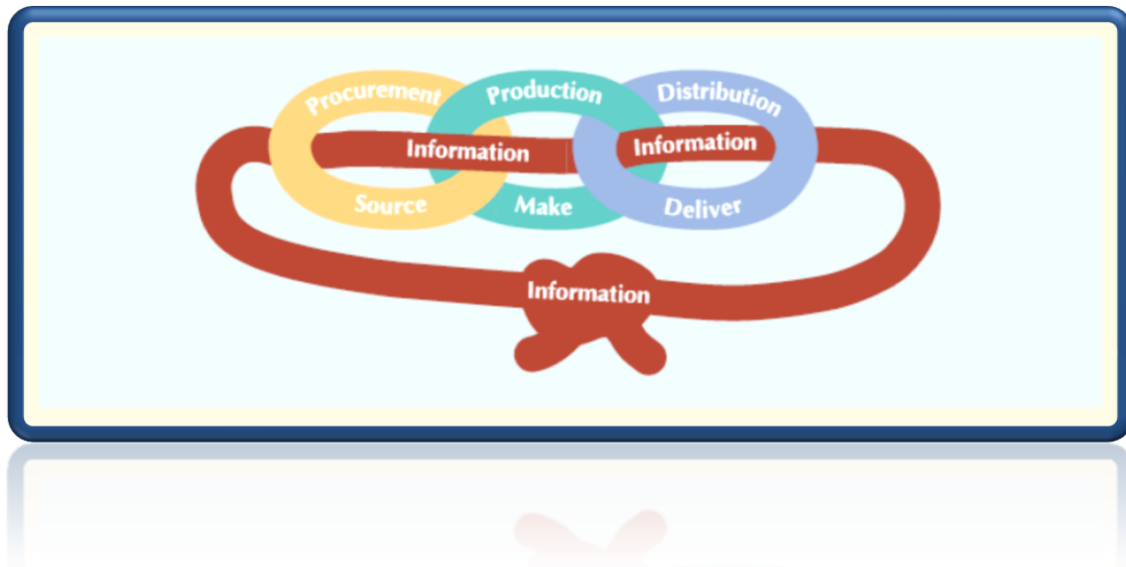 Procurement
Production
Distribution
Information
Information
Source
Make
Deliver
Information